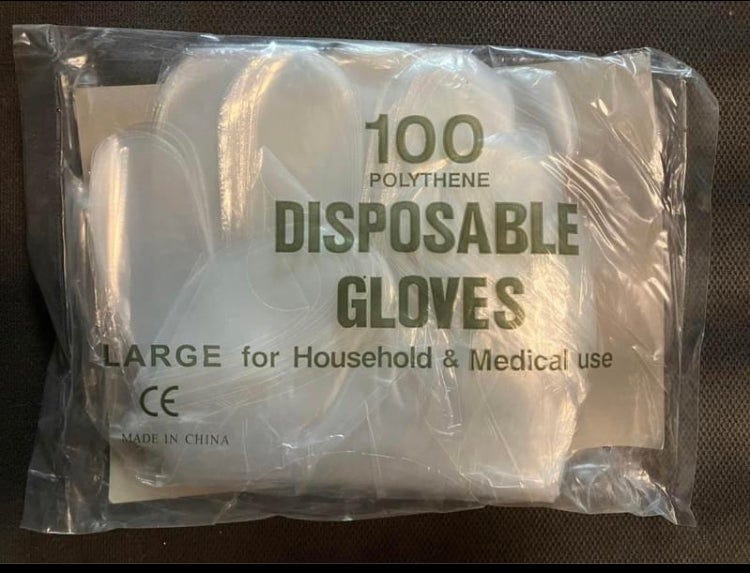 100
POLYTHENE
DISPOSABLE
GLOVES
LARGE for Household & Medical use
CE
MADE IN CHINA